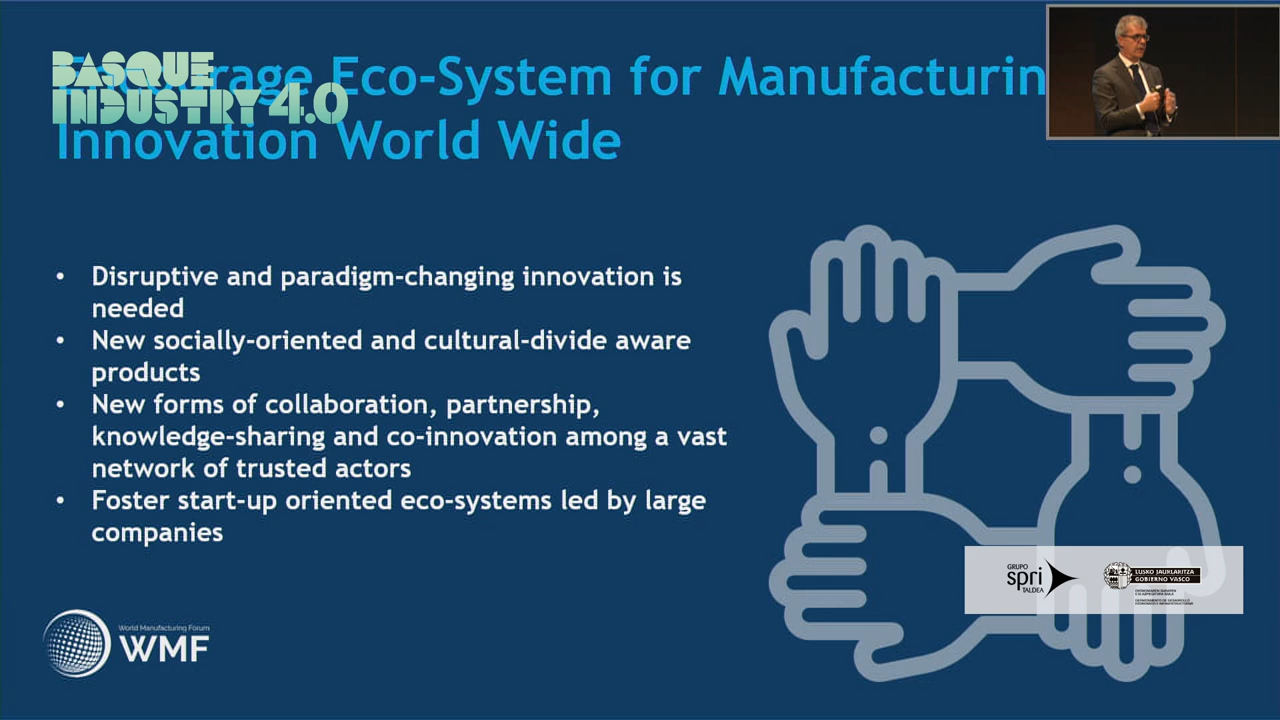 BASQUE
INDUSTRY 4.0
Encourage Eco-System for Manufacturin
Innovation World Wide
• Disruptive and paradigm-changing innovation is
needed
• New socially-oriented and cultural-divide aware
products
• New forms of collaboration, partnership,
knowledge-sharing and co-innovation among a vast
network of trusted actors
• Foster start-up oriented eco-systems led by large
companies
GRUPO
spri
TALDEA
EUSKO JAURLARITZA
GOBIERNO VASCO
World Manufacturing Forum
WMF